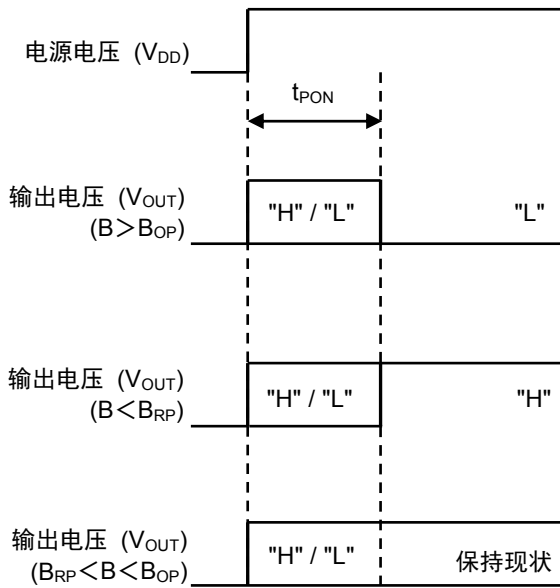 电源电压 (VDD)
tPON
输出电压 (VOUT)
(B＞BOP)
"H" / "L"
"L"
输出电压 (VOUT)
(B＜BRP)
"H" / "L"
"H"
输出电压 (VOUT)
(BRP＜B＜BOP)
"H" / "L"
保持现状